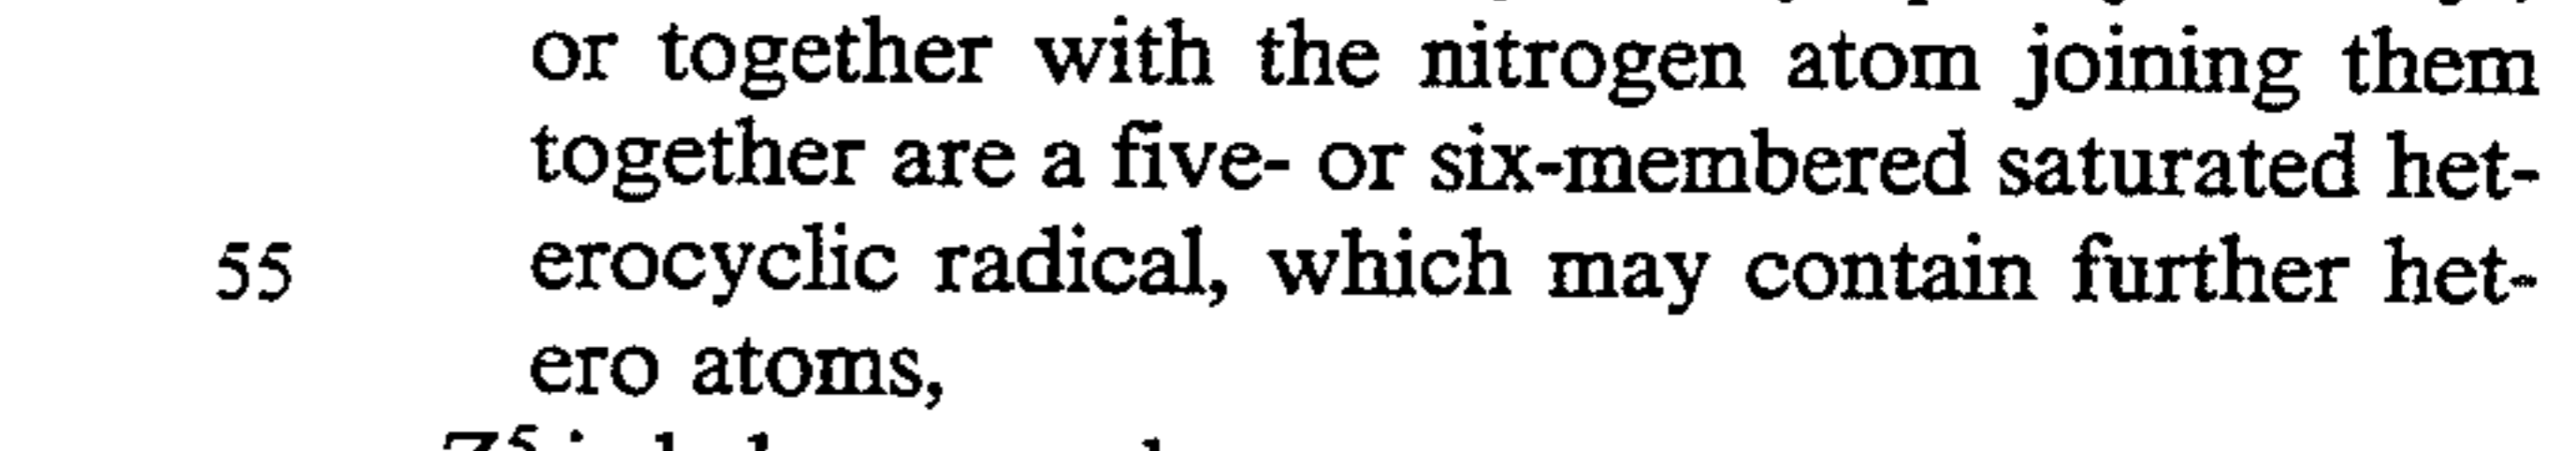 or together with the nitrogen atom joining them
together are a five- or six-membered saturated het-
55 erocyclic radical, which may contain further het-
ero atoms,